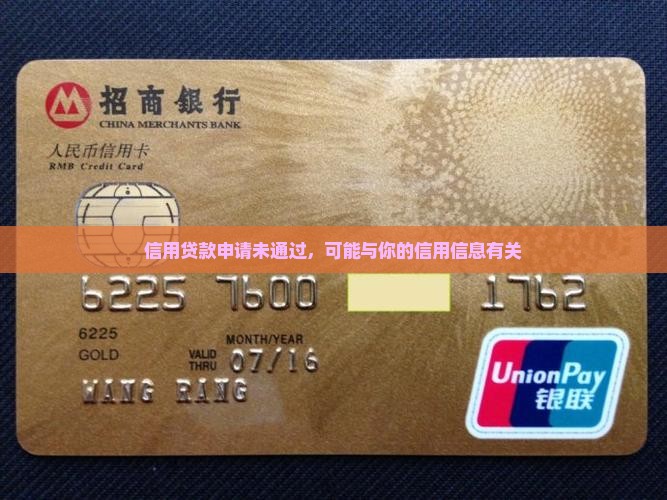 招商银行
CHINA MERCHANTS BANK
人民币信用卡
RMB Credit Card
信用贷款申请未通过，可能与你的信用信息有关
6225 7600 1762
6225
MONTH/YEAR
GOLD VALID THRU 07/16
WANG RANG
UnionPay
银联